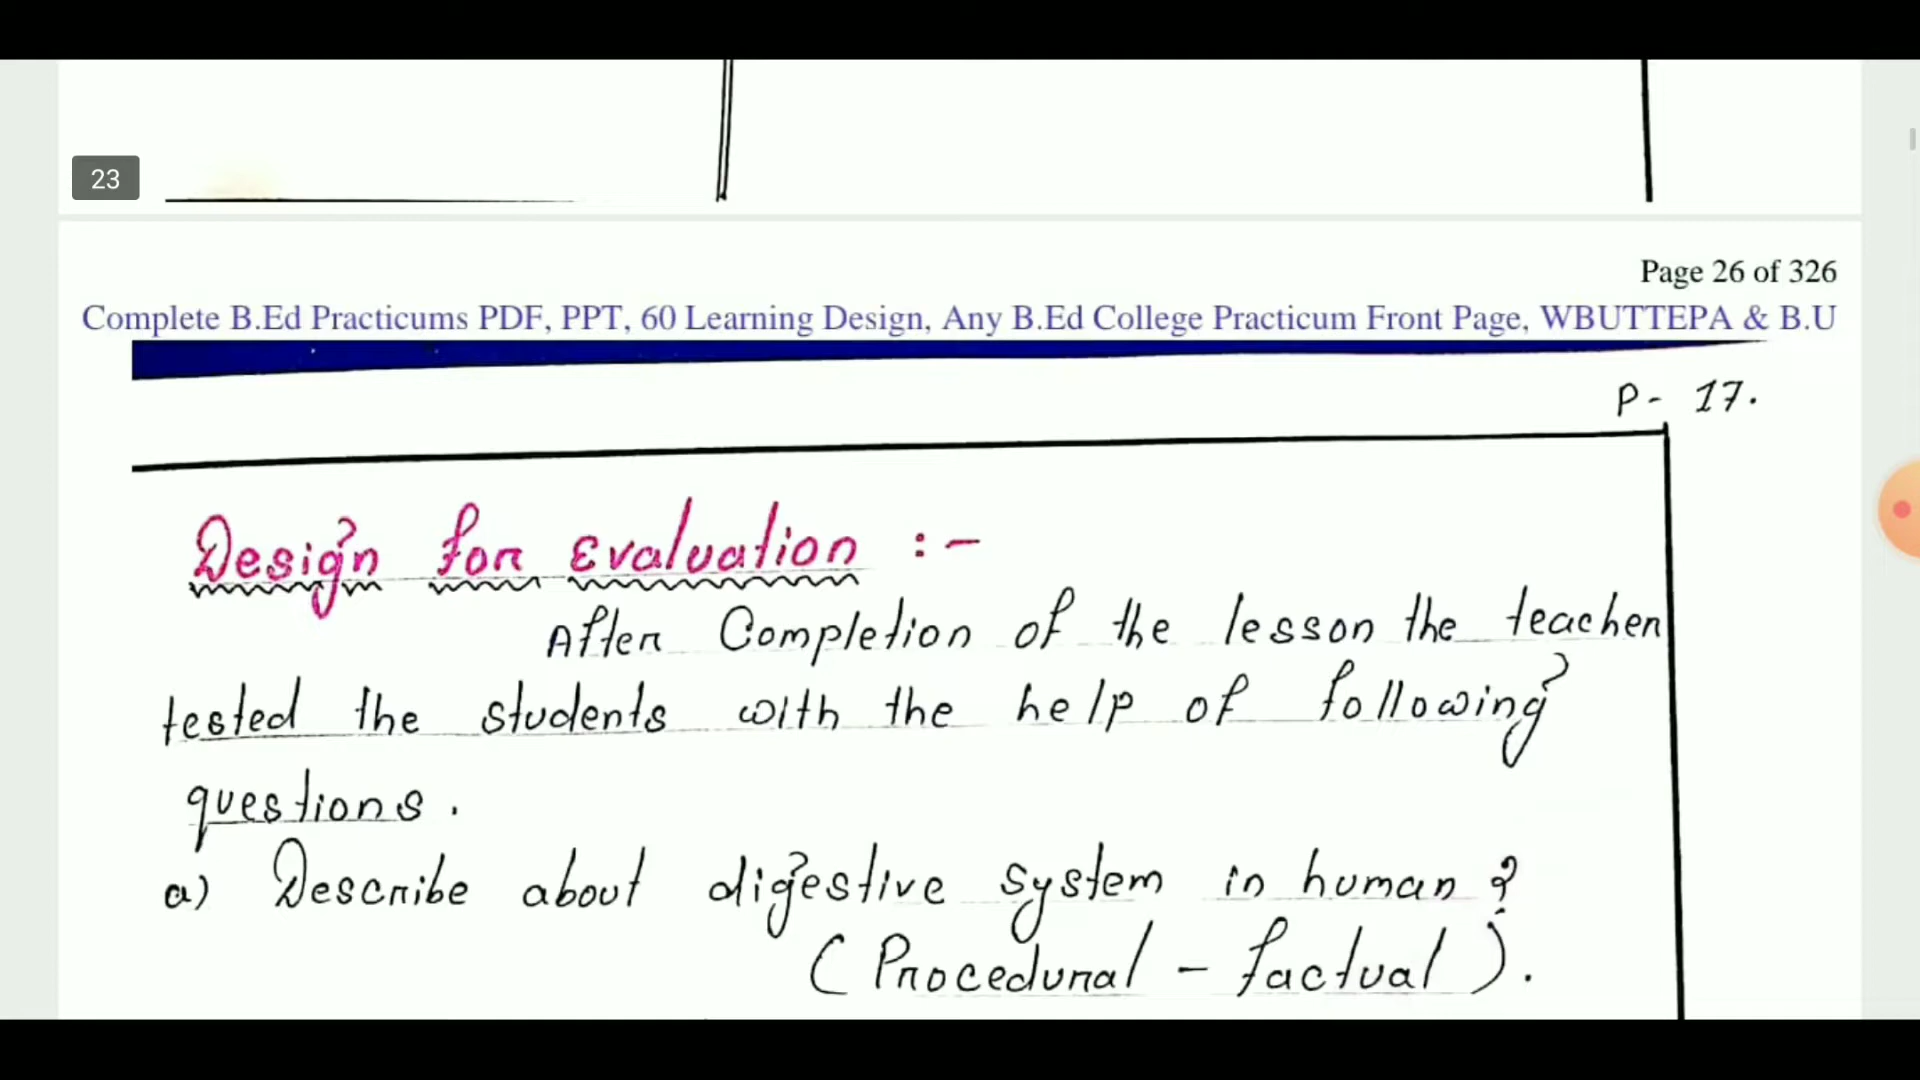 23
Page 26 of 326
Complete B.Ed Practicums PDF, PPT, 60 Learning Design, Any B.Ed College Practicum Front Page, WBUTTEPA & B.U
P- 17.
Design for Evaluation :-
After Completion of the lesson the teacher
tested the students with the help of following
questions.
a) Describe about digestive system in human?
(Procedural - factual).